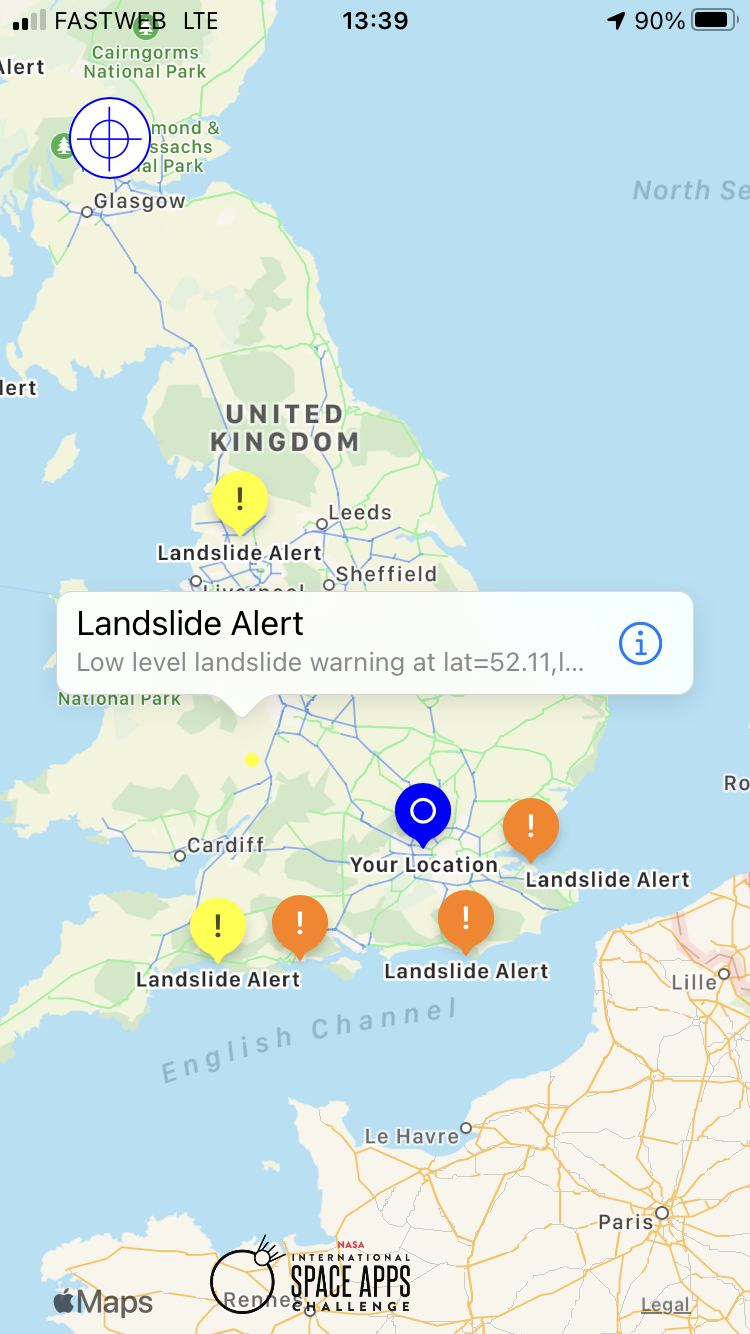 FASTWEB LTE 13:39 90%
Cairngorms
National Park
Alert
mond &
ssachs
al Park
Glasgow
North Se
lert
UNITED
KINGDOM
Leeds
Landslide Alert
Sheffield
Liverpool
Landslide Alert
Low level landslide warning at lat=52.11,l...
National Park
Ro
Cardiff
Your Location
Landslide Alert
Landslide Alert
Landslide Alert
Lille
English Channel
Le Havre
Paris
NASA
INTERNATIONAL
SPACE APPS
CHALLENGE
Rennes
Maps
Legal